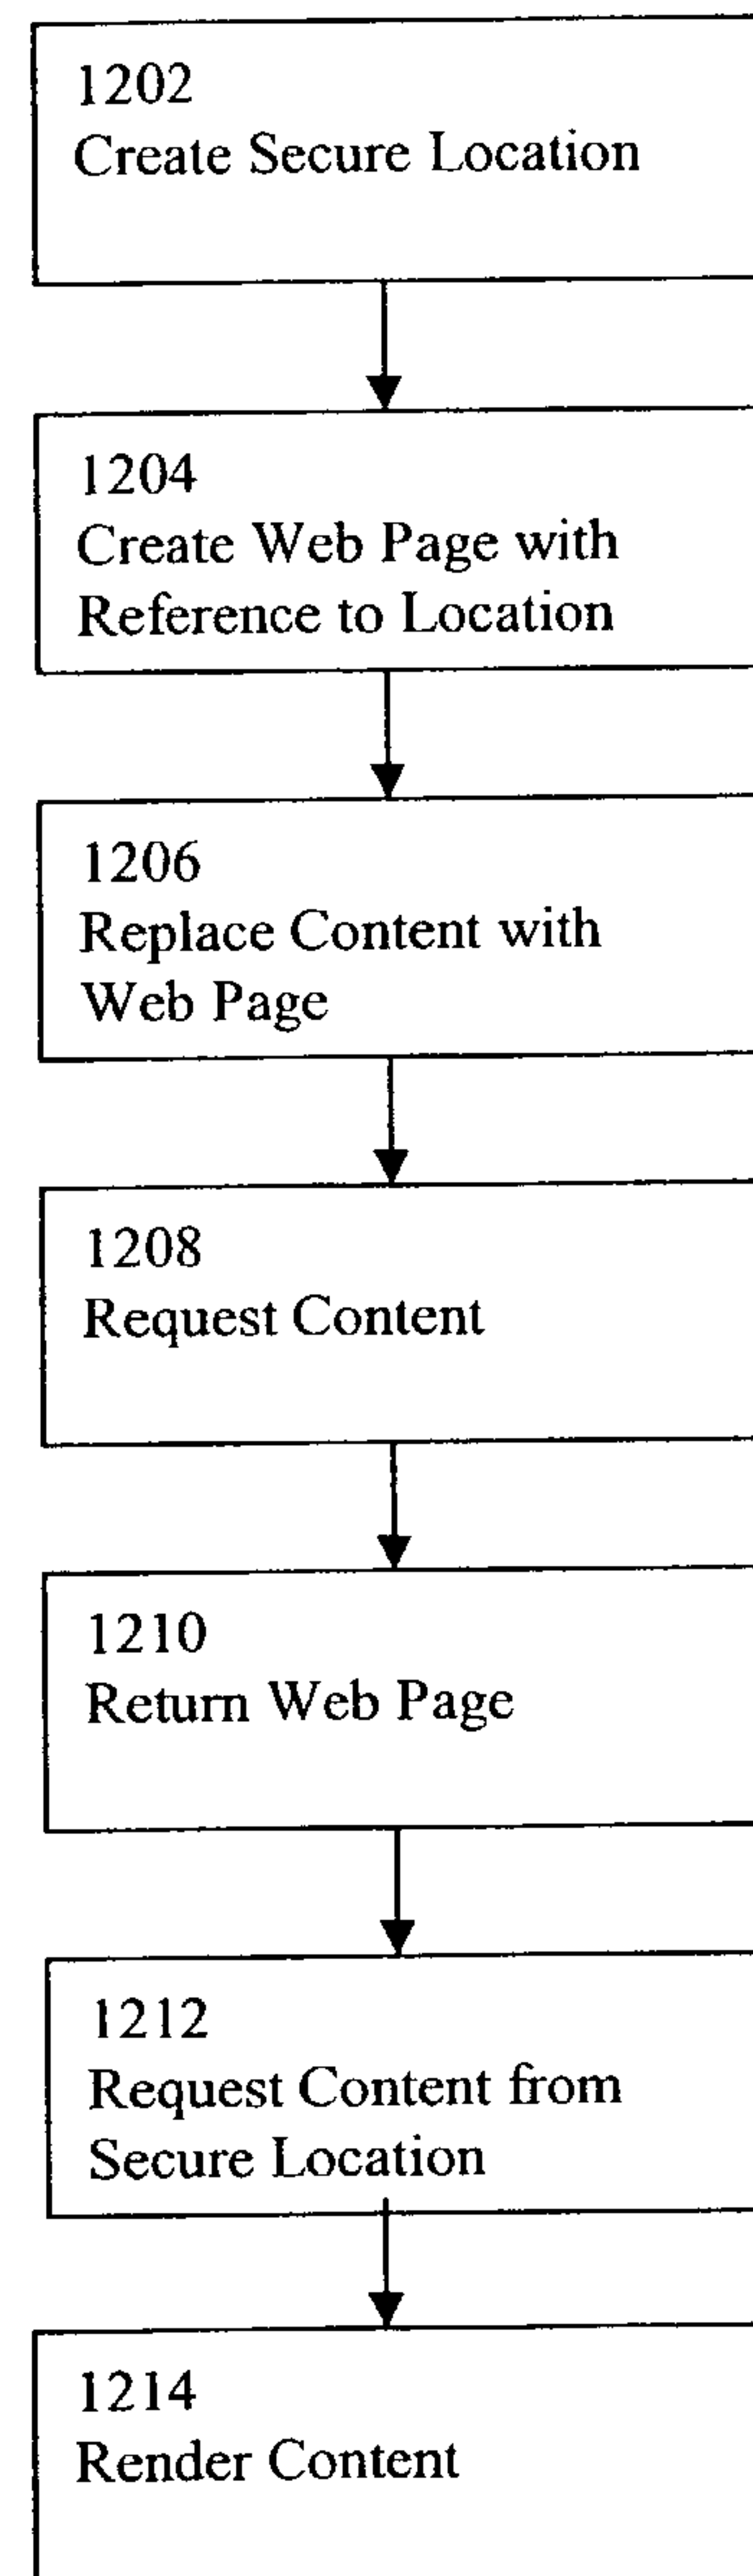 1202
Create Secure Location
1204
Create Web Page with
Reference to Location
1206
Replace Content with
Web Page
1208
Request Content
1210
Return Web Page
1212
Request Content from
Secure Location
1214
Render Content